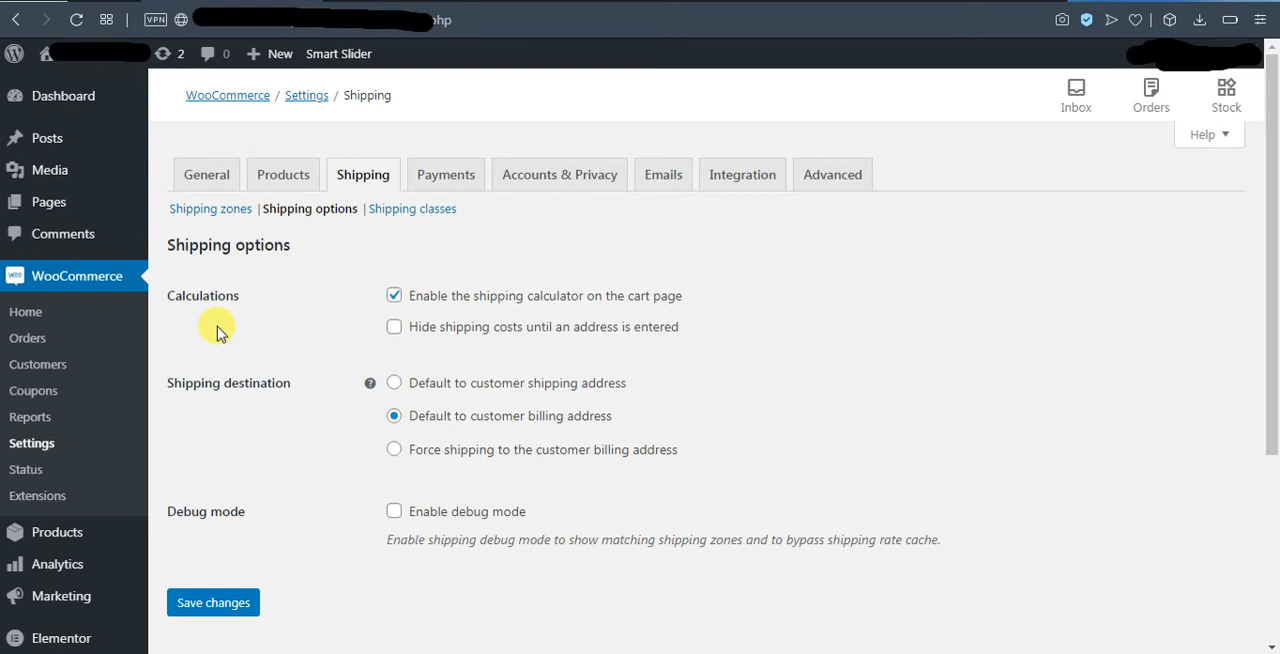 VPN php
2 0 New Smart Slider
Dashboard
Posts
Media
Pages
Comments
WooCommerce
Home
Orders
Customers
Coupons
Reports
Settings
Status
Extensions
Products
Analytics
Marketing
Elementor
WooCommerce / Settings / Shipping
Inbox Orders Stock
Help
General Products Shipping Payments Accounts & Privacy Emails Integration Advanced
Shipping zones | Shipping options | Shipping classes
Shipping options
Calculations Enable the shipping calculator on the cart page
Hide shipping costs until an address is entered
Shipping destination ? Default to customer shipping address
Default to customer billing address
Force shipping to the customer billing address
Debug mode Enable debug mode
Enable shipping debug mode to show matching shipping zones and to bypass shipping rate cache.
Save changes